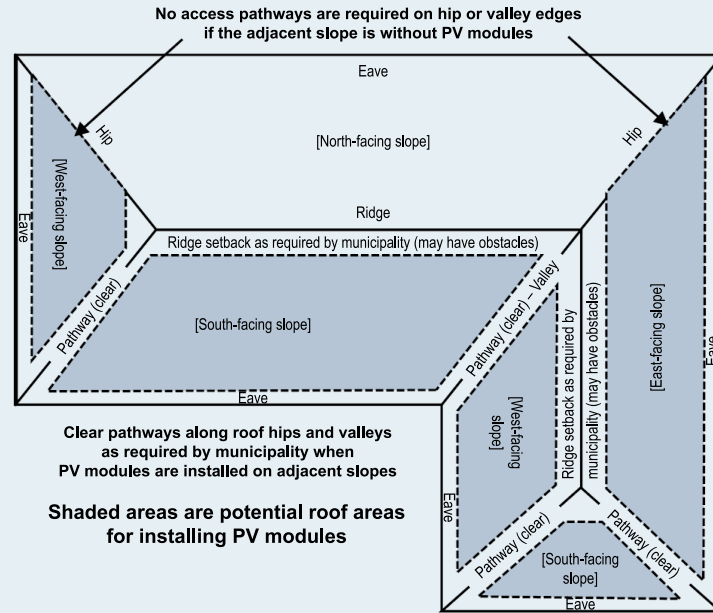 No access pathways are required on hip or valley edges
if the adjacent slope is without PV modules
Eave
Hip
[North-facing slope]
Hip
[West-facing slope]
Eave
Ridge
Ridge setback as required by municipality (may have obstacles)
Pathway (clear)
[South-facing slope]
Pathway (clear) – Valley
Ridge setback as required by
municipality (may have obstacles)
[East-facing slope]
Eave
Eave
[West-facing
slope]
Clear pathways along roof hips and valleys
as required by municipality when
PV modules are installed on adjacent slopes
Shaded areas are potential roof areas
for installing PV modules
Eave
Pathway (clear)
Pathway (clear)
[South-facing
slope]
Eave